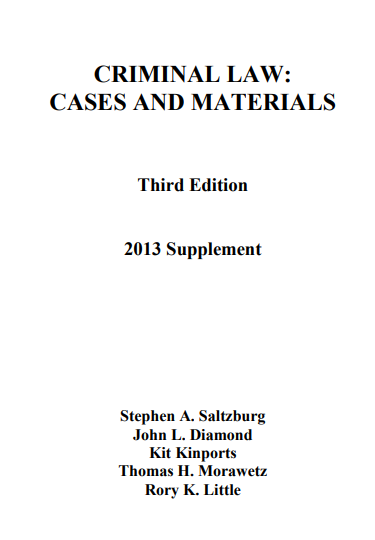 CRIMINAL LAW:
CASES AND MATERIALS
Third Edition
2013 Supplement
Stephen A. Saltzburg
John L. Diamond
Kit Kinports
Thomas H. Morawetz
Rory K. Little